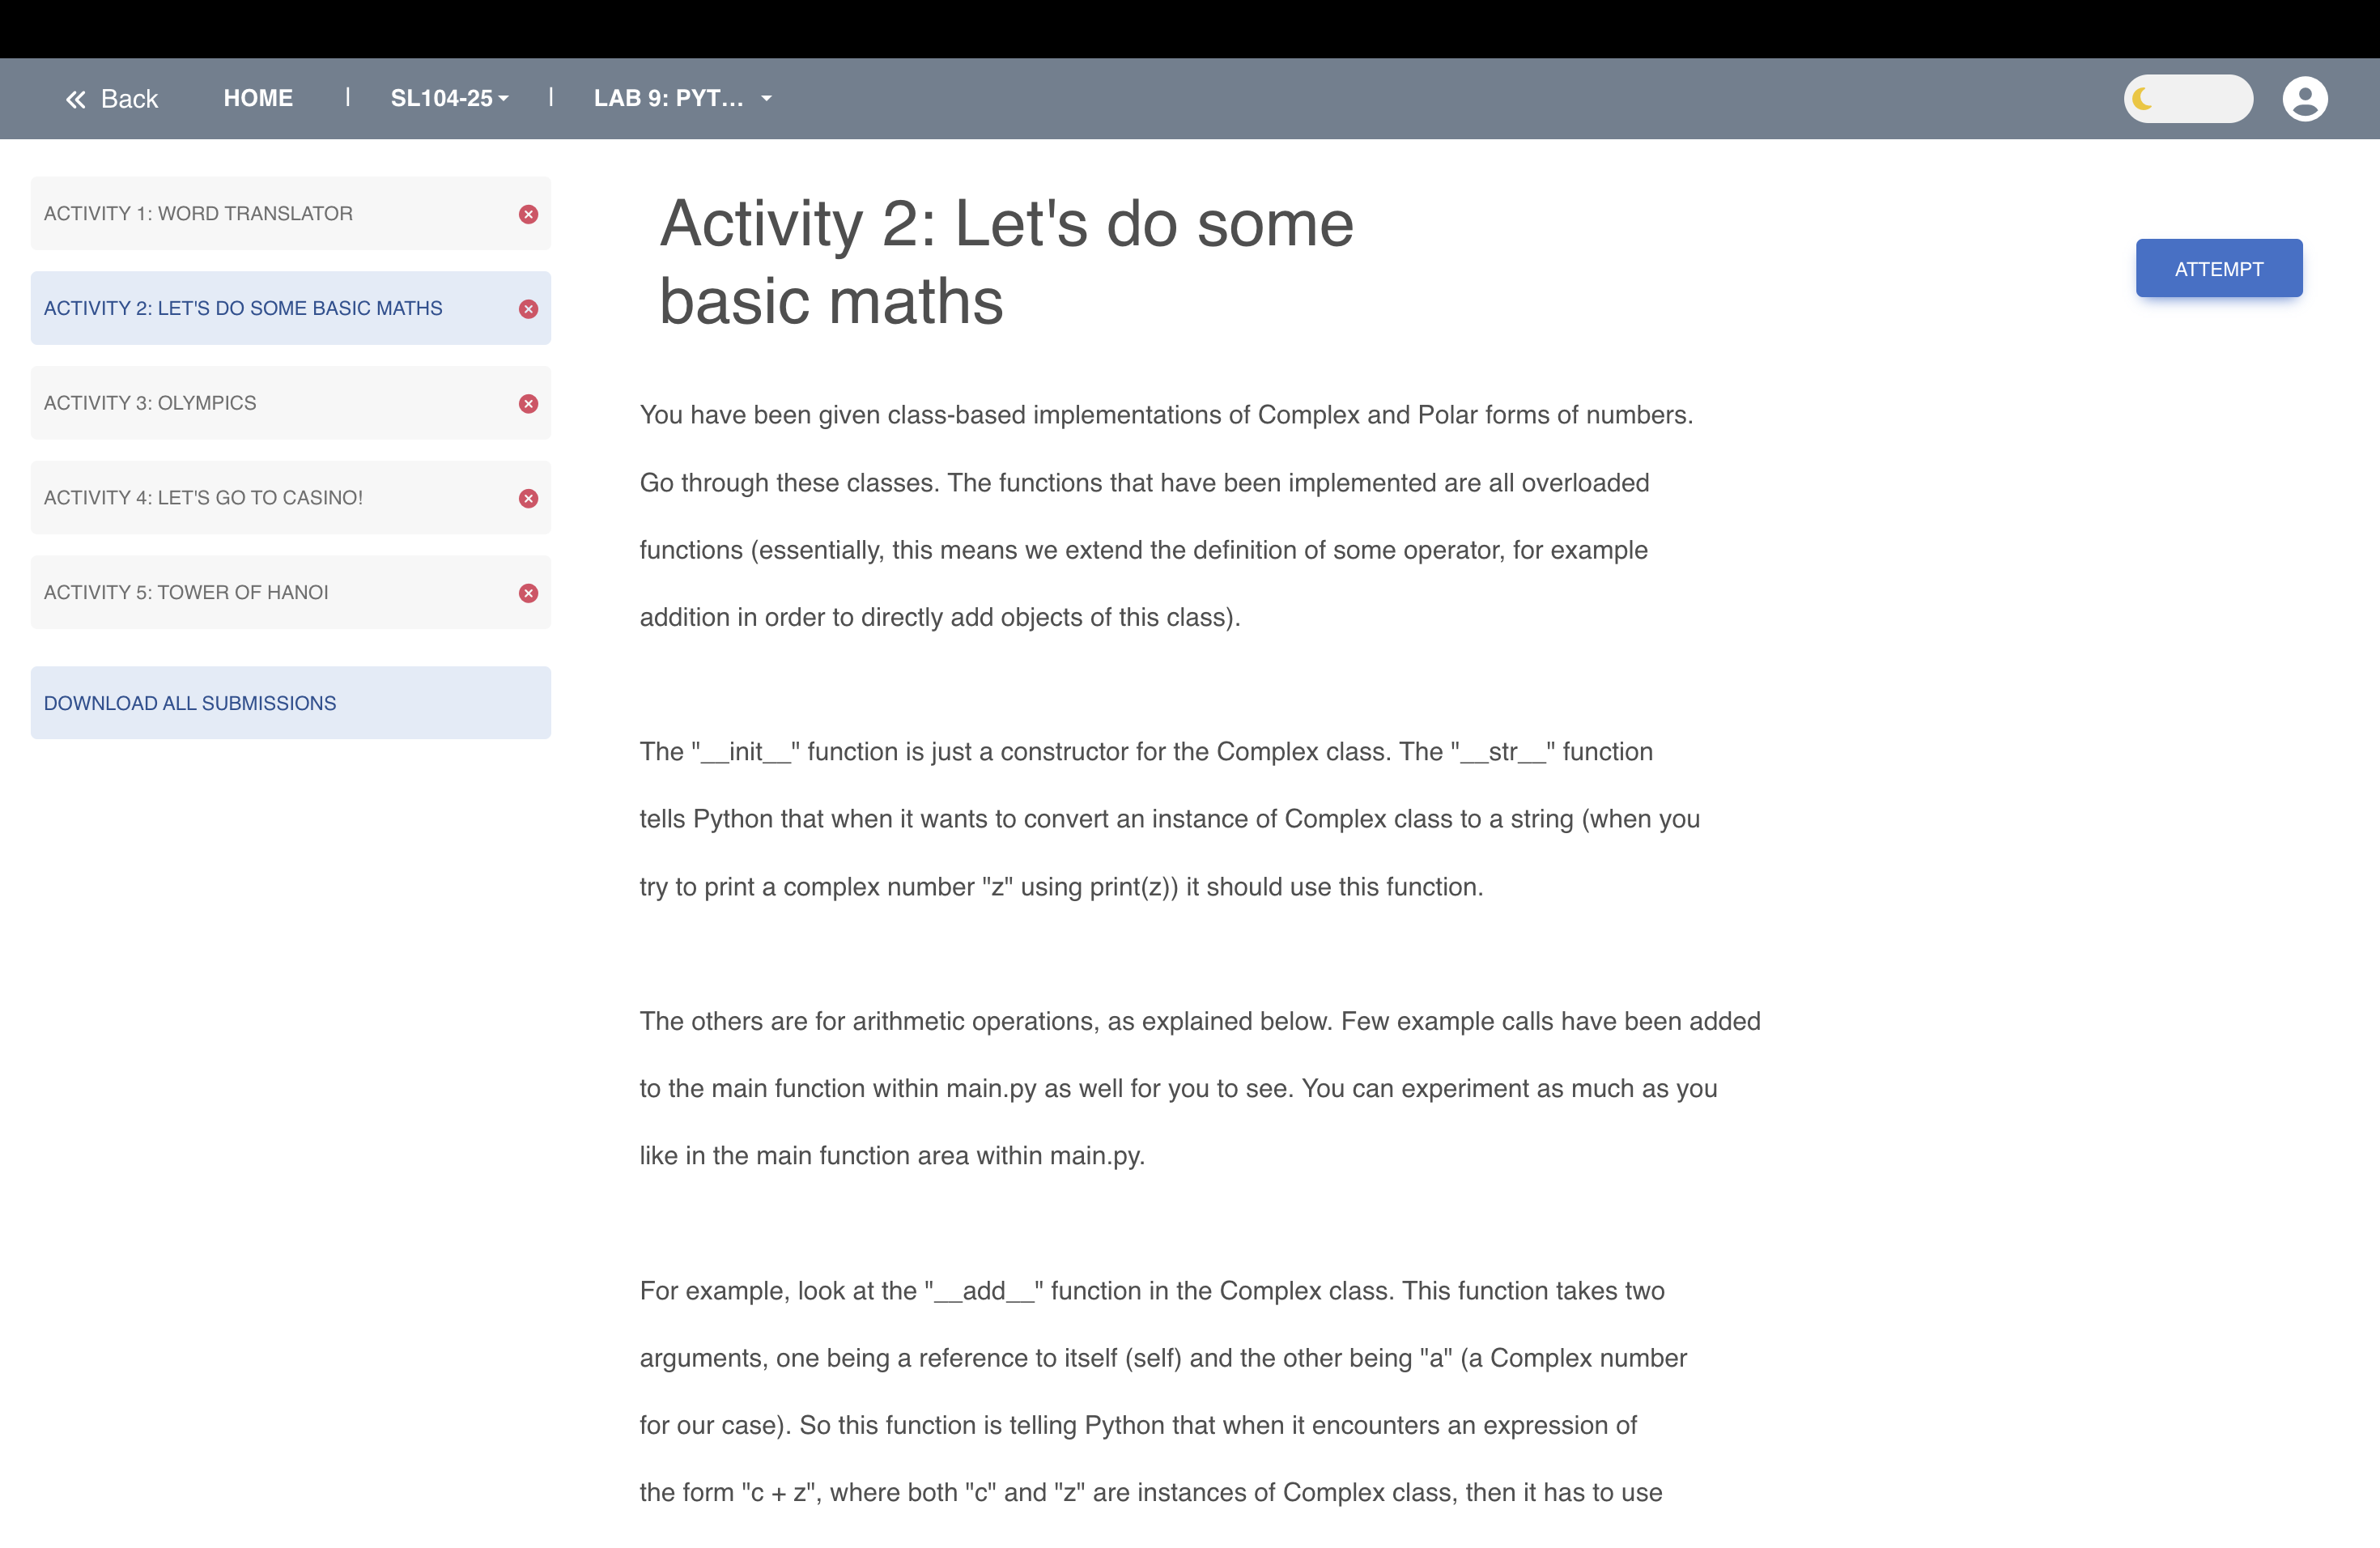 Back HOME | SL104-25 | LAB 9: PYT...
ACTIVITY 1: WORD TRANSLATOR
ACTIVITY 2: LET'S DO SOME BASIC MATHS
ACTIVITY 3: OLYMPICS
ACTIVITY 4: LET'S GO TO CASINO!
ACTIVITY 5: TOWER OF HANOI
DOWNLOAD ALL SUBMISSIONS
Activity 2: Let's do some
basic maths
ATTEMPT
You have been given class-based implementations of Complex and Polar forms of numbers.
Go through these classes. The functions that have been implemented are all overloaded
functions (essentially, this means we extend the definition of some operator, for example
addition in order to directly add objects of this class).
The "__init__" function is just a constructor for the Complex class. The "__str__" function
tells Python that when it wants to convert an instance of Complex class to a string (when you
try to print a complex number "z" using print(z)) it should use this function.
The others are for arithmetic operations, as explained below. Few example calls have been added
to the main function within main.py as well for you to see. You can experiment as much as you
like in the main function area within main.py.
For example, look at the "__add__" function in the Complex class. This function takes two
arguments, one being a reference to itself (self) and the other being "a" (a Complex number
for our case). So this function is telling Python that when it encounters an expression of
the form "c + z", where both "c" and "z" are instances of Complex class, then it has to use